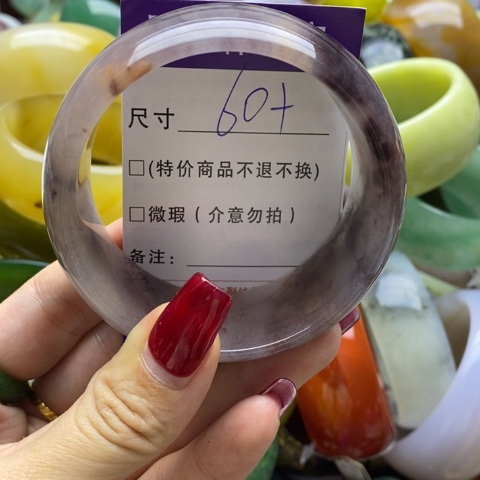 尺寸 60+
□(特价商品不退不换)
□微瑕(介意勿拍)
备注: